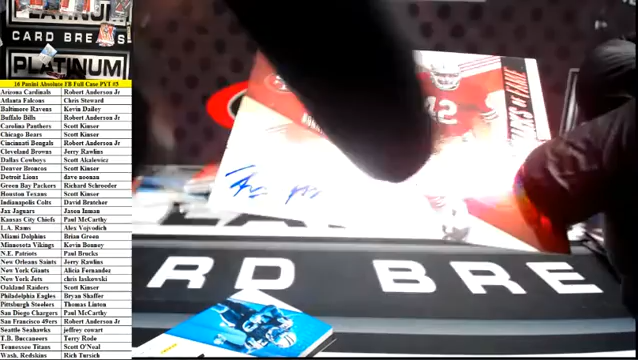 CARD BREAKS
PLATINUM
16 Panini Absolute FB Full Case PYT #3
Arizona Cardinals Robert Anderson Jr
Atlanta Falcons Chris Steward
Baltimore Ravens Kevin Dailey
Buffalo Bills Robert Anderson Jr
Carolina Panthers Scott Kinser
Chicago Bears Scott Kinser
Cincinnati Bengals Robert Anderson Jr
Cleveland Browns Jerry Rawlins
Dallas Cowboys Scott Akalewicz
Denver Broncos Scott Kinser
Detroit Lions dave noonan
Green Bay Packers Richard Schroeder
Houston Texans Scott Kinser
Indianapolis Colts David Bratcher
Jax Jaguars Jason Inman
Kansas City Chiefs Paul McCarthy
L.A. Rams Alex Vojvodich
Miami Dolphins Brian Green
Minnesota Vikings Kevin Bonney
N.E. Patriots Paul Brucks
New Orleans Saints Jerry Rawlins
New York Giants Alicia Fernandez
New York Jets chris laskowski
Oakland Raiders Scott Kinser
Philadelphia Eagles Bryan Shaffer
Pittsburgh Steelers Thomas Linton
San Diego Chargers Paul McCarthy
San Francisco 49ers Robert Anderson Jr
Seattle Seahawks jeffrey cowart
T.B. Buccaneers Terry Rode
Tennessee Titans Scott O'Neal
Wash. Redskins Rich Tursich
42
OF FAME
RD BRE